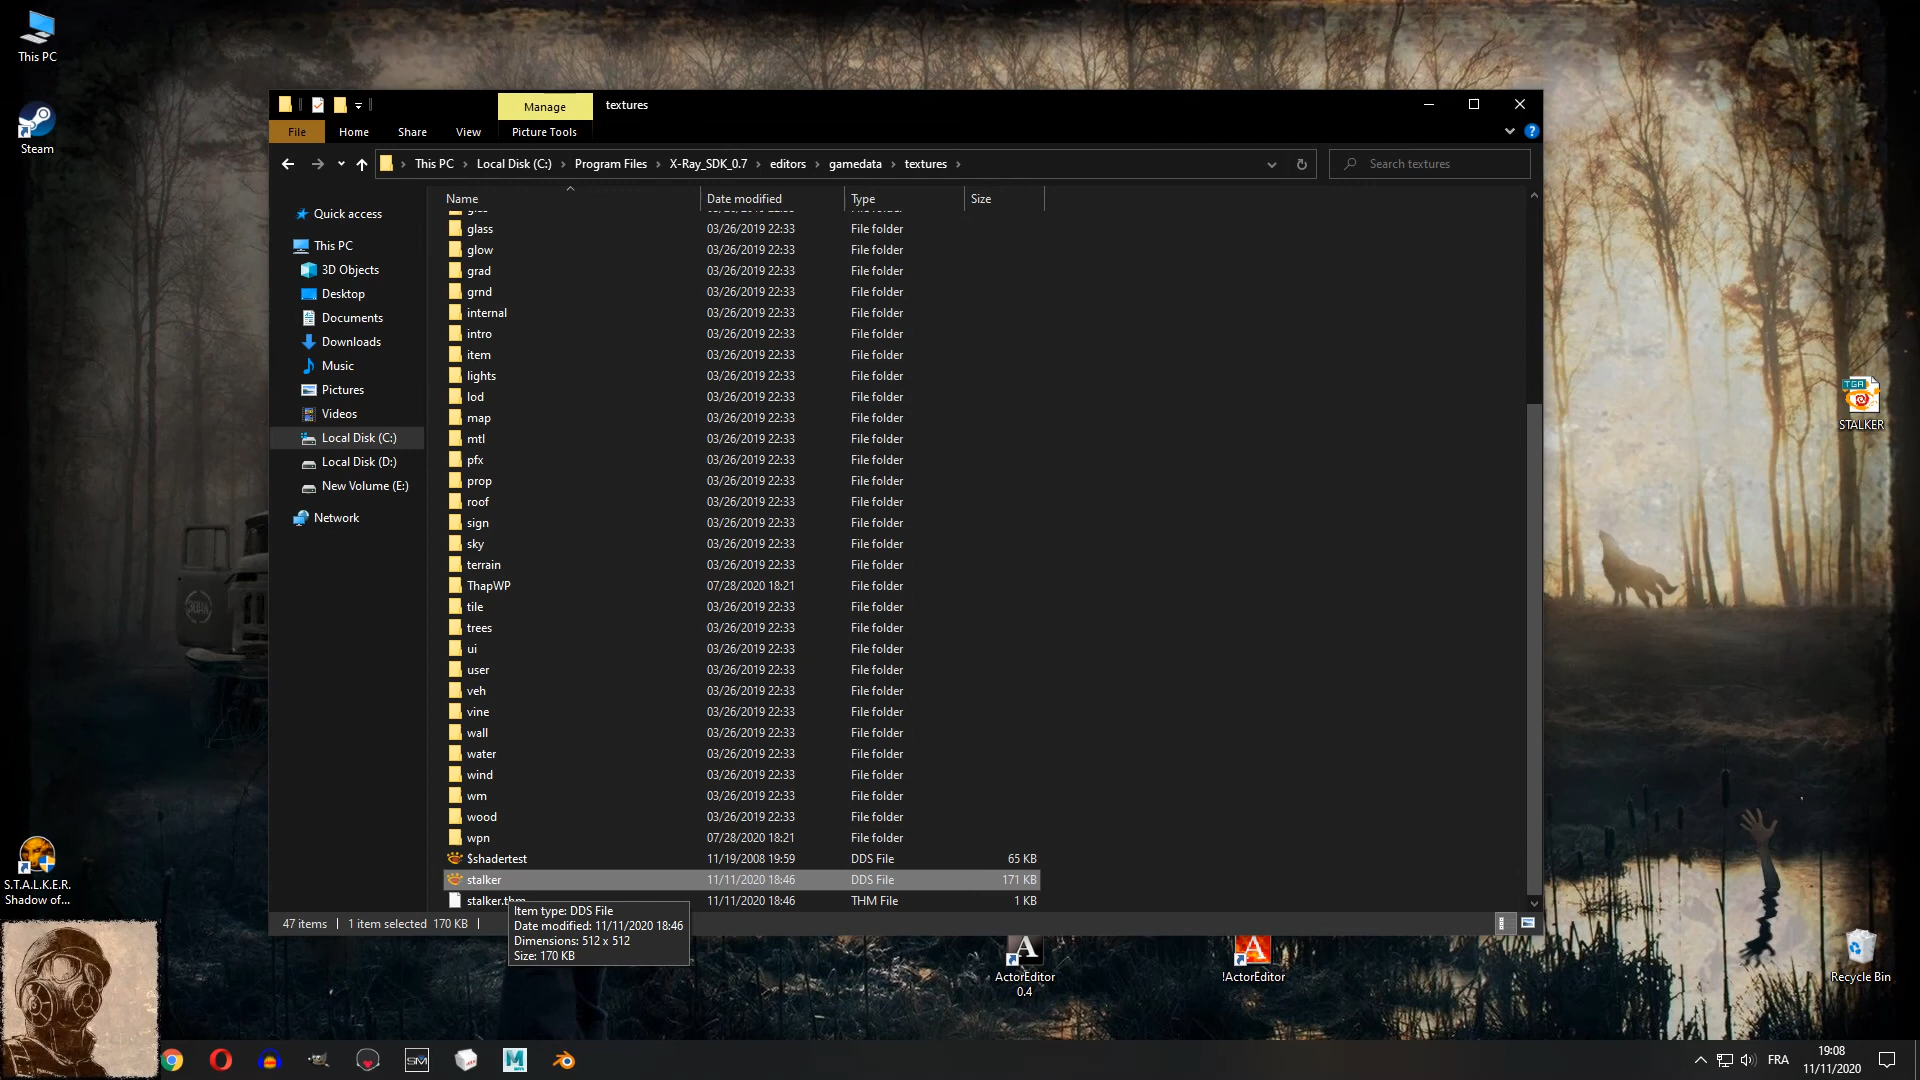 This PC
Steam
S.T.A.L.K.E.R.
Shadow of...
Manage
textures
File
Home
Share
View
Picture Tools
This PC
Local Disk (C:)
Program Files
X-Ray_SDK_0.7
editors
gamedata
textures
Search textures
Quick access
This PC
3D Objects
Desktop
Documents
Downloads
Music
Pictures
Videos
Local Disk (C:)
Local Disk (D:)
New Volume (E:)
Network
Name Date modified Type Size
glass 03/26/2019 22:33 File folder
glow 03/26/2019 22:33 File folder
grad 03/26/2019 22:33 File folder
grnd 03/26/2019 22:33 File folder
internal 03/26/2019 22:33 File folder
intro 03/26/2019 22:33 File folder
item 03/26/2019 22:33 File folder
lights 03/26/2019 22:33 File folder
lod 03/26/2019 22:33 File folder
map 03/26/2019 22:33 File folder
mtl 03/26/2019 22:33 File folder
pfx 03/26/2019 22:33 File folder
prop 03/26/2019 22:33 File folder
roof 03/26/2019 22:33 File folder
sign 03/26/2019 22:33 File folder
sky 03/26/2019 22:33 File folder
terrain 03/26/2019 22:33 File folder
ThapWP 07/28/2020 18:21 File folder
tile 03/26/2019 22:33 File folder
trees 03/26/2019 22:33 File folder
ui 03/26/2019 22:33 File folder
user 03/26/2019 22:33 File folder
veh 03/26/2019 22:33 File folder
vine 03/26/2019 22:33 File folder
wall 03/26/2019 22:33 File folder
water 03/26/2019 22:33 File folder
wind 03/26/2019 22:33 File folder
wm 03/26/2019 22:33 File folder
wood 03/26/2019 22:33 File folder
wpn 07/28/2020 18:21 File folder
$shadertest 11/19/2008 19:59 DDS File 65 KB
stalker 11/11/2020 18:46 DDS File 171 KB
stalker.thm 11/11/2020 18:46 THM File 1 KB
47 items
1 item selected 170 KB
Item type: DDS File
Date modified: 11/11/2020 18:46
Dimensions: 512 x 512
Size: 170 KB
TGA
STALKER
A
ActorEditor
0.4
A
!ActorEditor
Recycle Bin
SM
M
FRA
19:08
11/11/2020